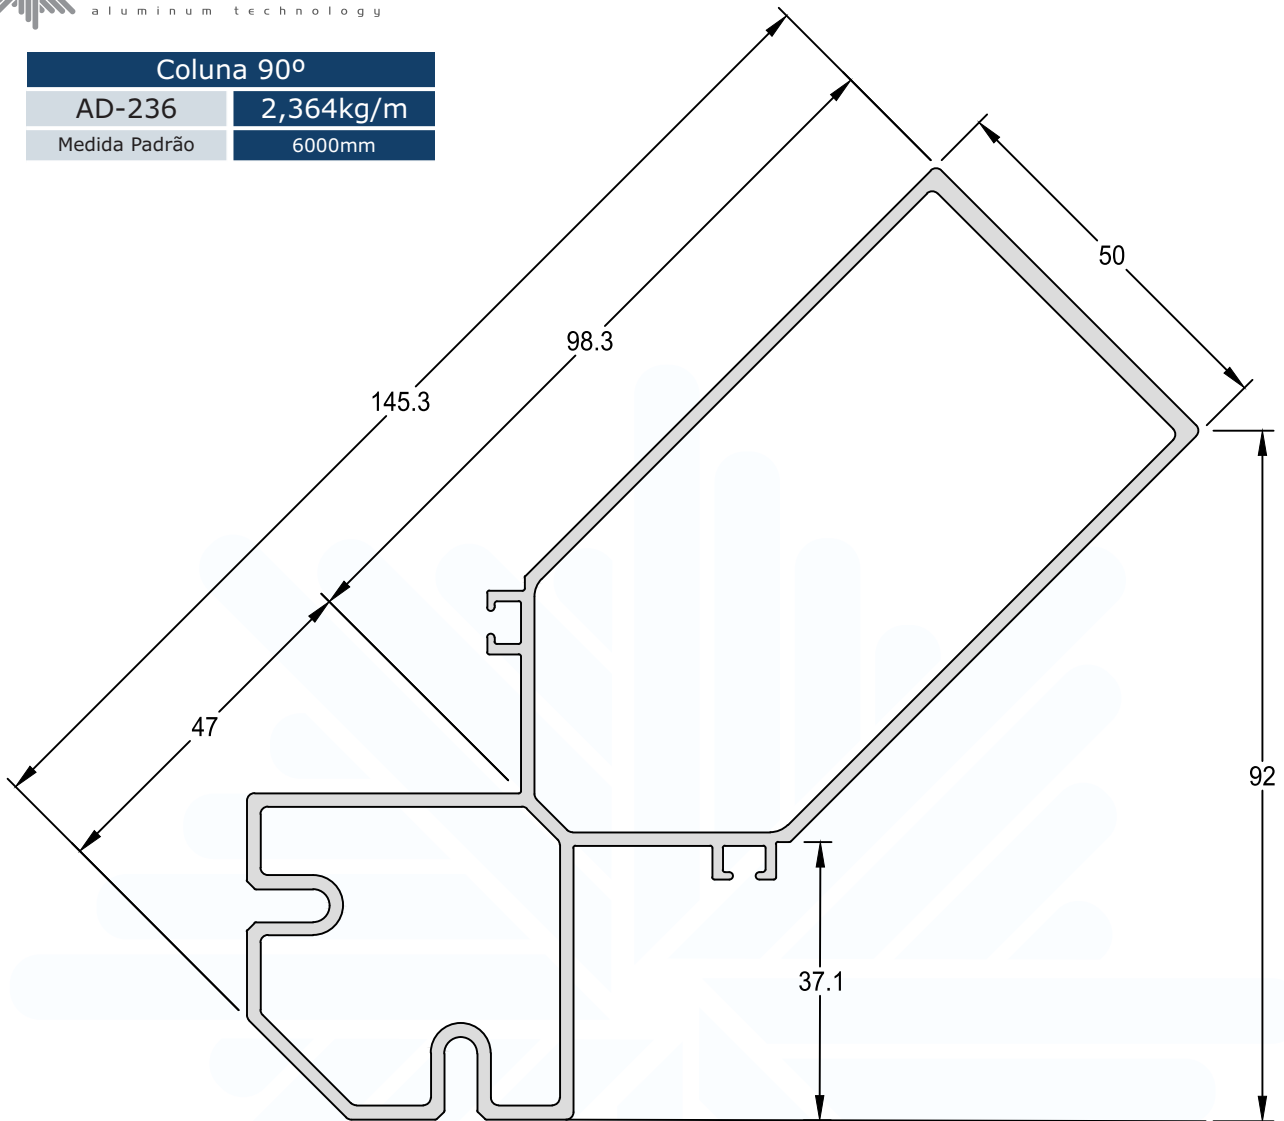 aluminum technology
Coluna 90º
AD-236 2,364kg/m
Medida Padrão 6000mm
50
98.3
145.3
47
92
37.1